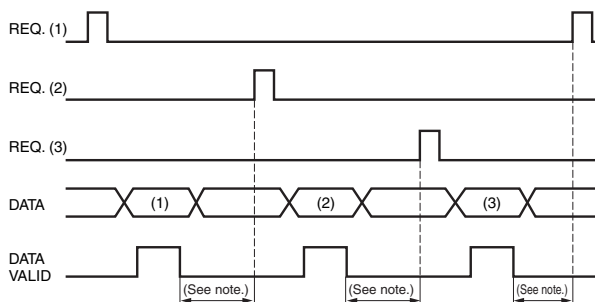 REQ. (1)
REQ. (2)
REQ. (3)
DATA
(1)
(2)
(3)
DATA
VALID
(See note.)
(See note.)
(See note.)